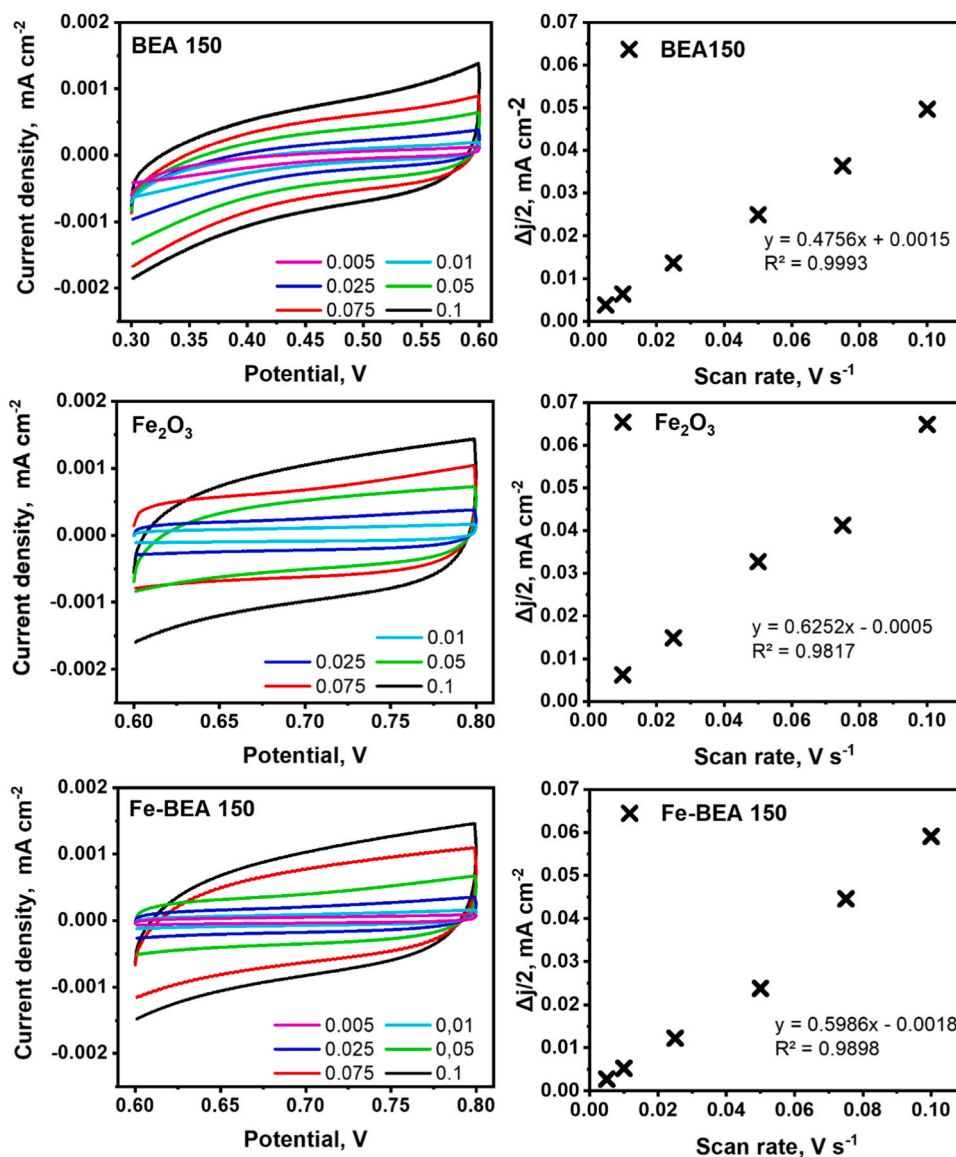 BEA 150
Current density, mA cm⁻²
0.002
0.001
0.000
-0.001
-0.002
0.005 0.01
0.025 0.05
0.075 0.1
0.30 0.35 0.40 0.45 0.50 0.55 0.60
Potential, V
BEA150
Δj/2, mA cm⁻²
0.07
0.06
0.05
0.04
0.03
0.02
0.01
0.00
y = 0.4756x + 0.0015
R² = 0.9993
0.00 0.02 0.04 0.06 0.08 0.10
Scan rate, V s⁻¹
Fe₂O₃
Current density, mA cm⁻²
0.002
0.001
0.000
-0.001
-0.002
0.01
0.025 0.05
0.075 0.1
0.60 0.65 0.70 0.75 0.80
Potential, V
Fe₂O₃
Δj/2, mA cm⁻²
0.07
0.06
0.05
0.04
0.03
0.02
0.01
0.00
y = 0.6252x - 0.0005
R² = 0.9817
0.00 0.02 0.04 0.06 0.08 0.10
Scan rate, V s⁻¹
Fe-BEA 150
Current density, mA cm⁻²
0.002
0.001
0.000
-0.001
-0.002
0.005 0,01
0.025 0,05
0.075 0.1
0.60 0.65 0.70 0.75 0.80
Potential, V
Fe-BEA 150
Δj/2, mA cm⁻²
0.07
0.06
0.05
0.04
0.03
0.02
0.01
0.00
y = 0.5986x - 0.0018
R² = 0.9898
0.00 0.02 0.04 0.06 0.08 0.10
Scan rate, V s⁻¹